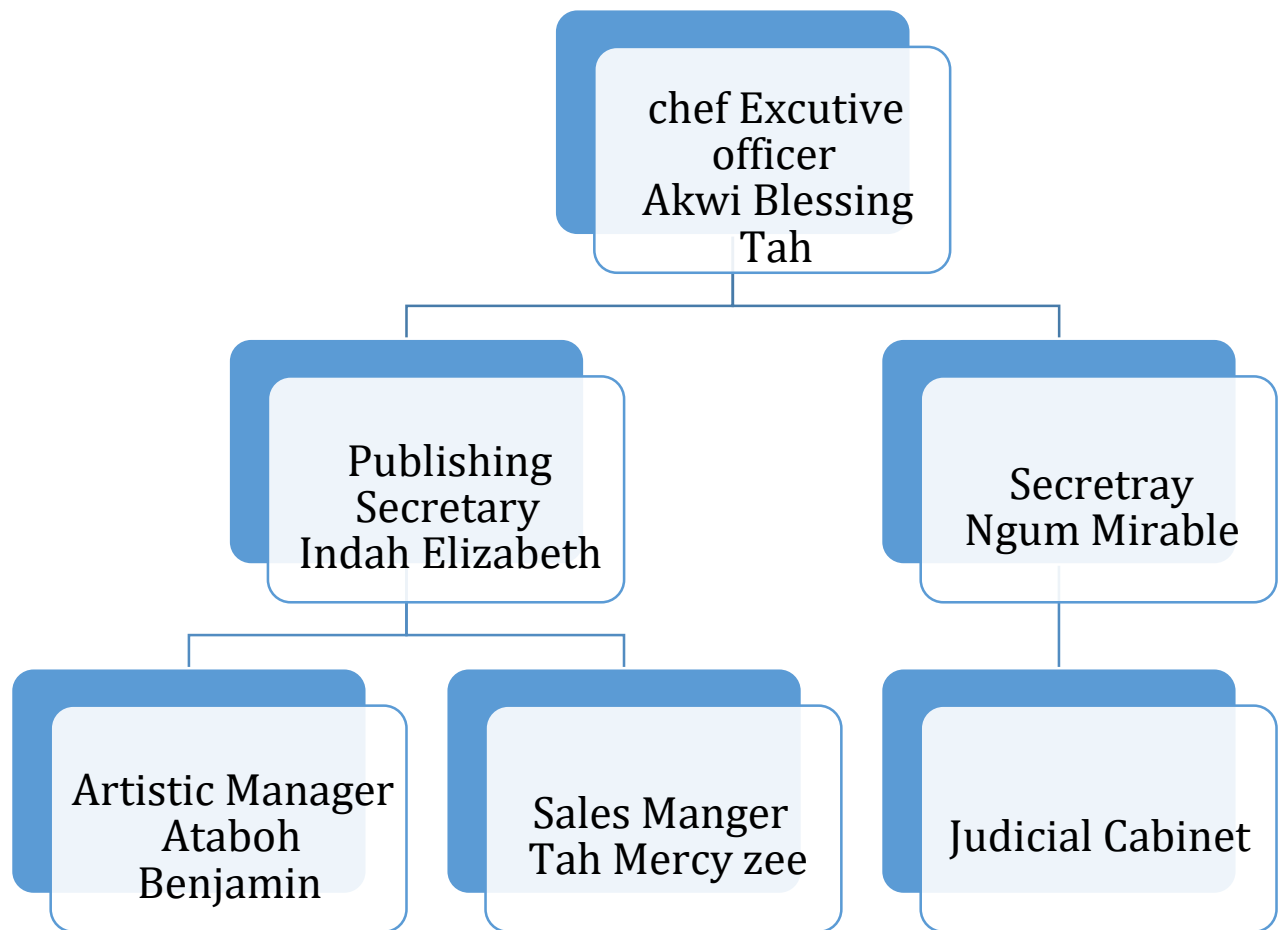 chef Excutive
officer
Akwi Blessing
Tah
Publishing
Secretary
Indah Elizabeth
Secretray
Ngum Mirable
Artistic Manager
Ataboh
Benjamin
Sales Manger
Tah Mercy zee
Judicial Cabinet